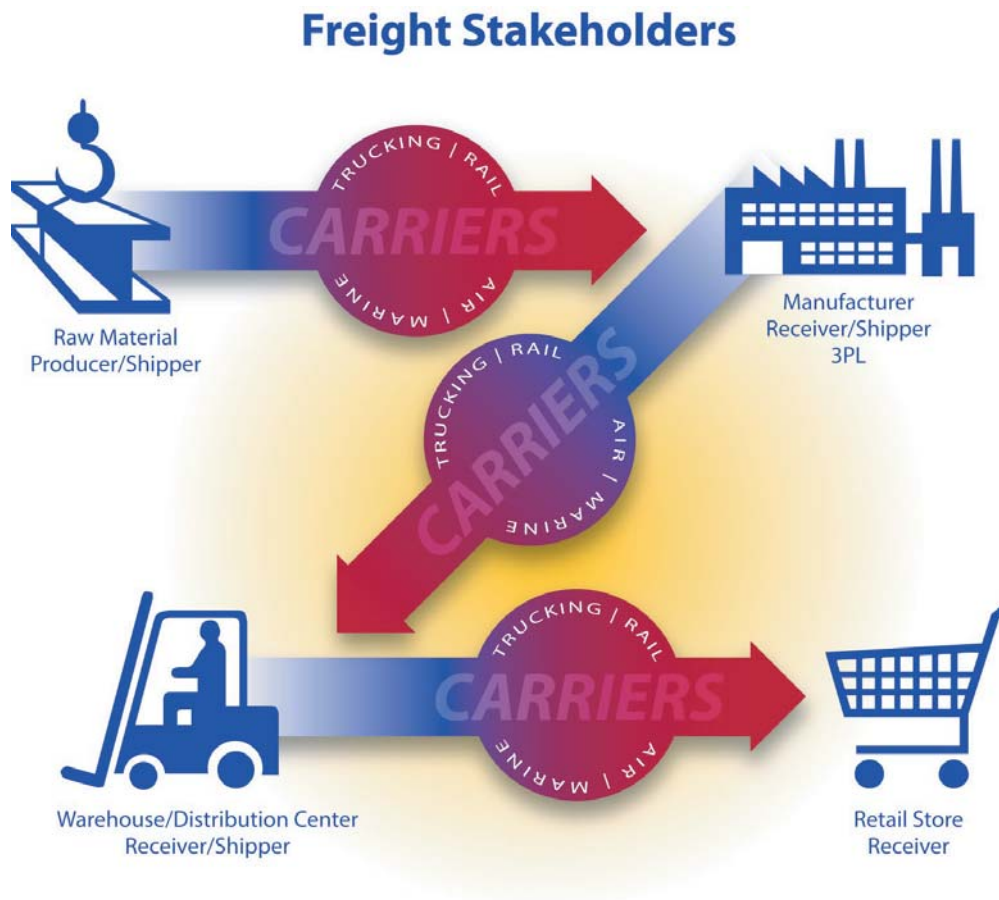 Freight Stakeholders
TRUCKING | RAIL
CARRIERS
AIR | MARINE
Raw Material
Producer/Shipper
Manufacturer
Receiver/Shipper
3PL
TRUCKING | RAIL
CARRIERS
AIR | MARINE
TRUCKING | RAIL
CARRIERS
AIR | MARINE
Warehouse/Distribution Center
Receiver/Shipper
Retail Store
Receiver